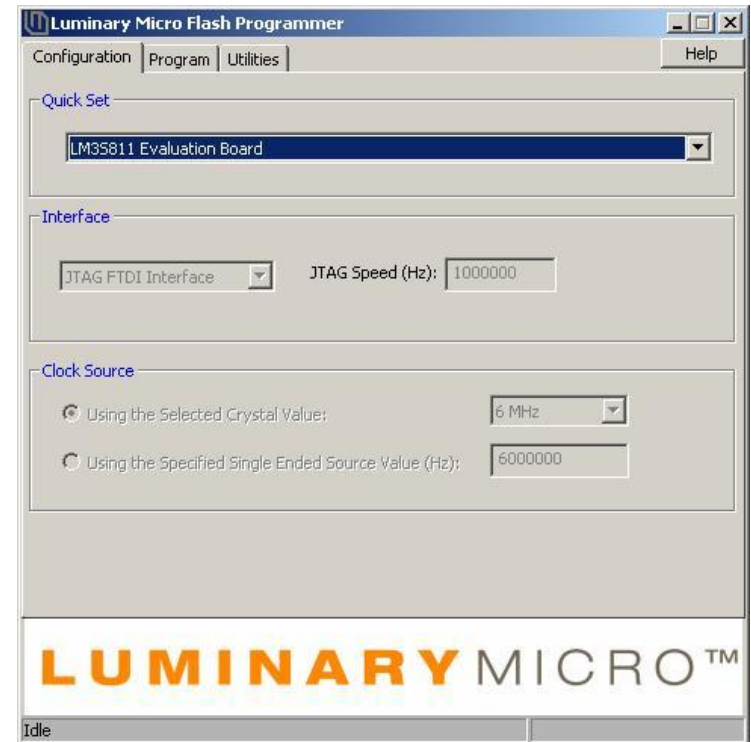 Luminary Micro Flash Programmer
Configuration Program Utilities Help
Quick Set
LM3S811 Evaluation Board
Interface
JTAG FTDI Interface JTAG Speed (Hz): 1000000
Clock Source
Using the Selected Crystal Value: 6 MHz
Using the Specified Single Ended Source Value (Hz): 6000000
LUMINARYMICRO™
Idle